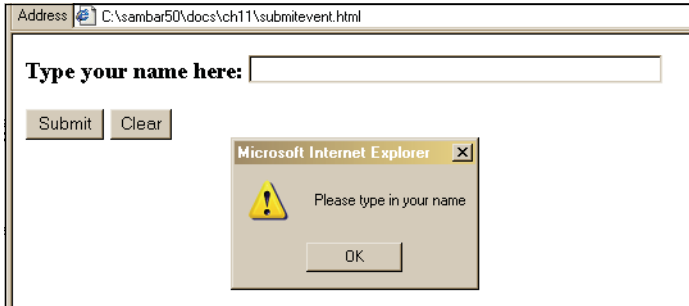 Address C:\sambar50\docs\ch11\submitevent.html
Type your name here:
Submit Clear
Microsoft Internet Explorer
Please type in your name
OK